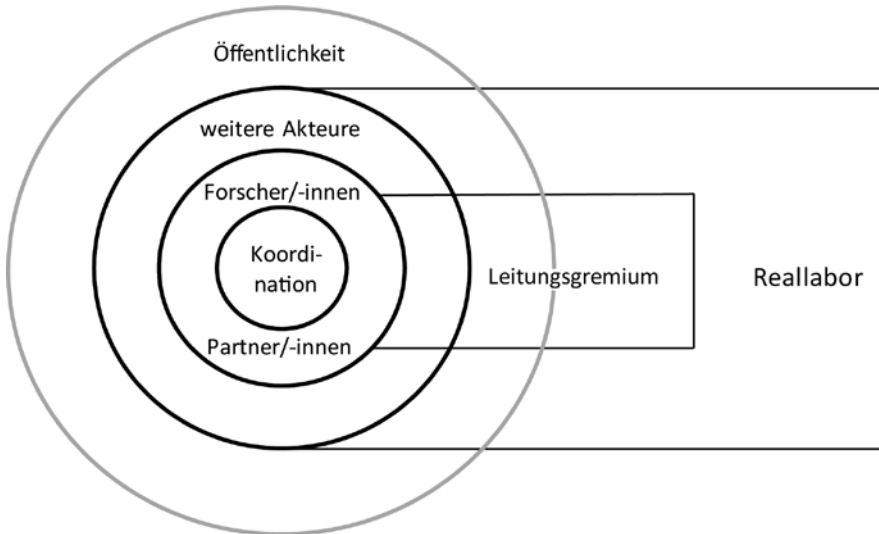 Öffentlichkeit
weitere Akteure
Forscher/-innen
Koordi-
nation
Partner/-innen
Leitungsgremium
Reallabor